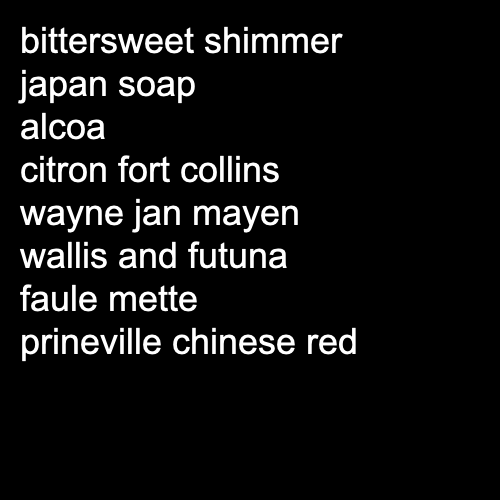 bittersweet shimmer
japan soap
alcoa
citron fort collins
wayne jan mayen
wallis and futuna
faule mette
prineville chinese red